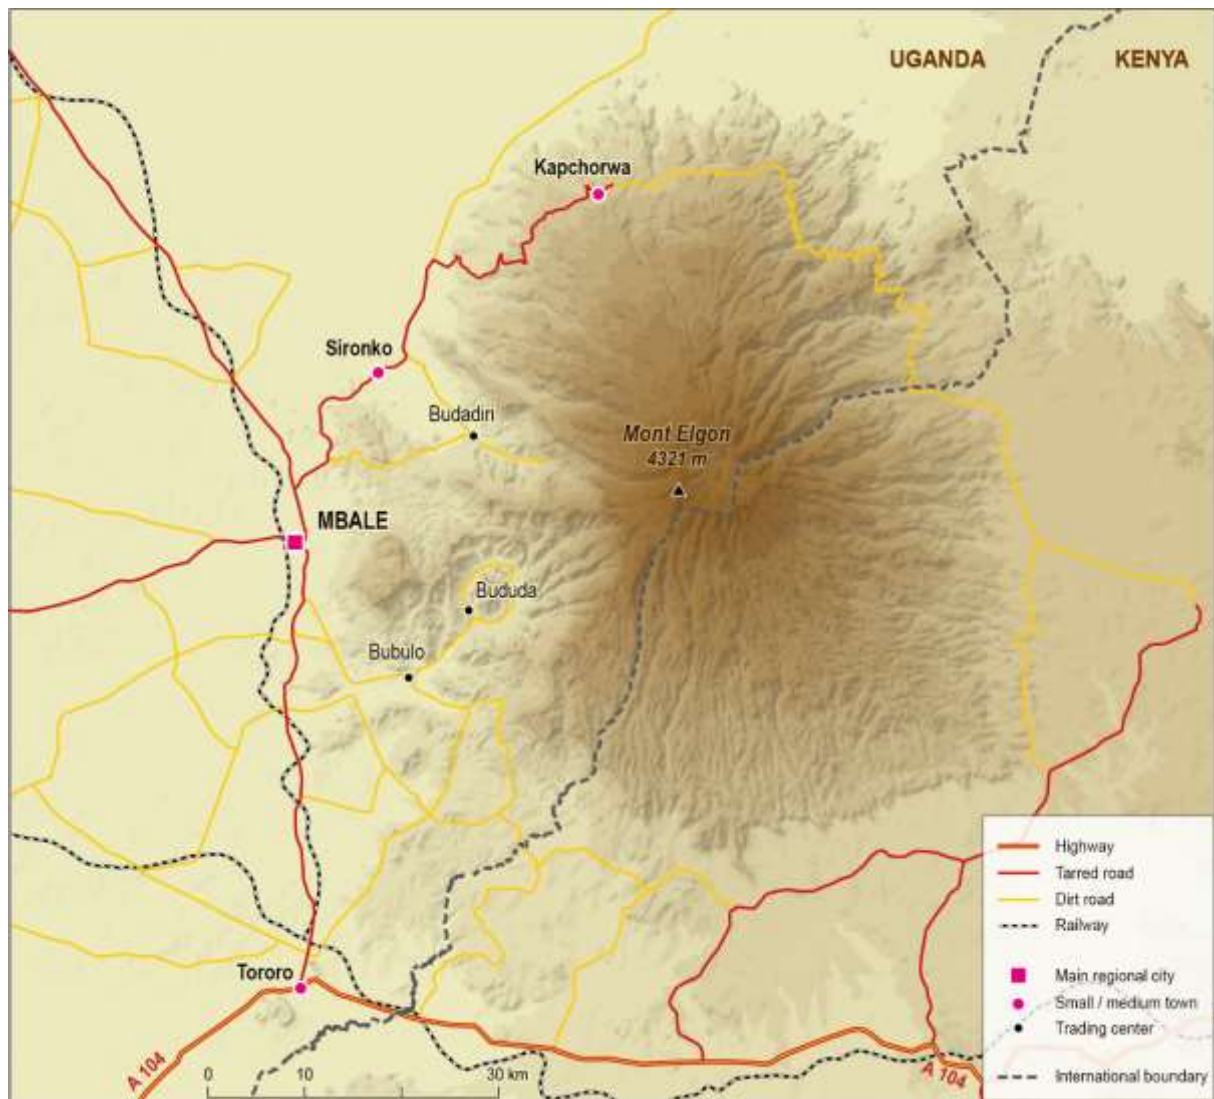 UGANDA
KENYA
Kapchorwa
Sironko
Budadiri
Mont Elgon
4321 m
MBALE
Bududa
Bubulo
Tororo
A 104
A 104
0 10 30 km
Highway
Tarred road
Dirt road
Railway
Main regional city
Small / medium town
Trading center
International boundary